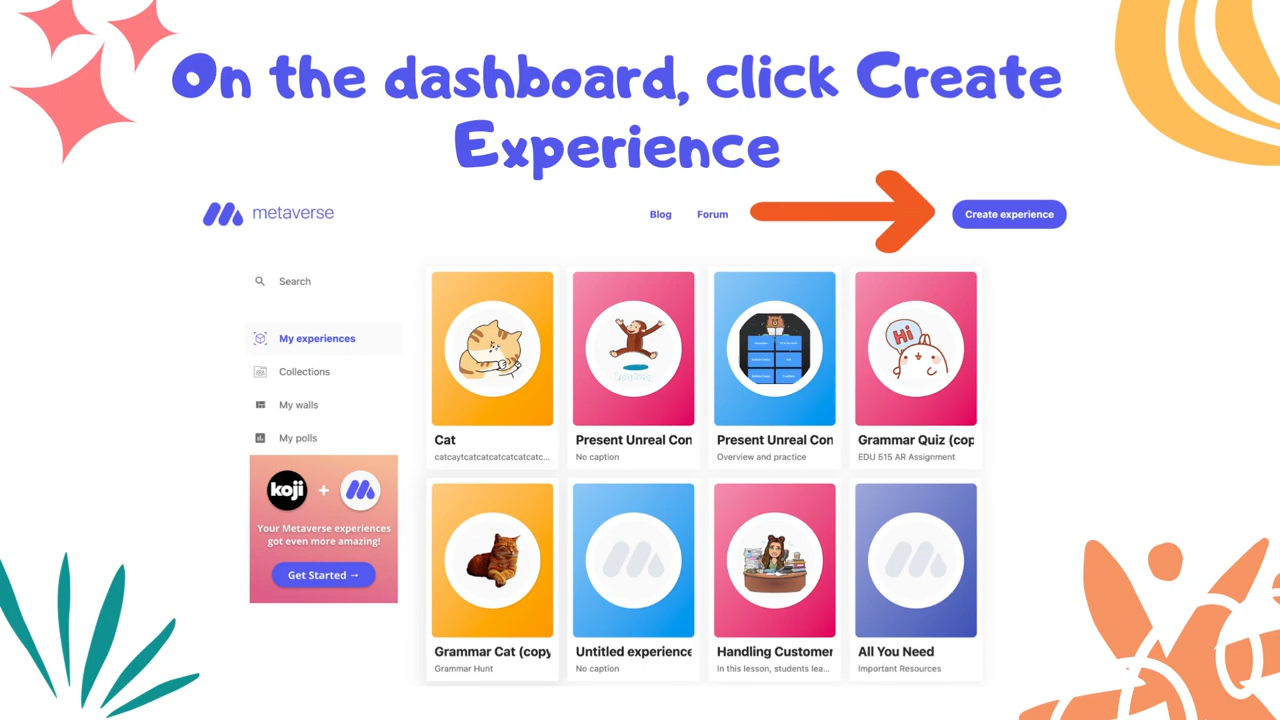 On the dashboard, click Create
Experience
metaverse
Blog
Forum
Create experience
Search
My experiences
Collections
My walls
My polls
koji
+
Your Metaverse experiences
got even more amazing!
Get Started →
Cat
catcaytcatcatcatcatcatc...
Present Unreal Con
No caption
Present Unreal Con
Overview and practice
Hi
Grammar Quiz (cop
EDU 515 AR Assignment
Grammar Cat (copy
Grammar Hunt
Untitled experience
No caption
Handling Customer
In this lesson, students lea...
All You Need
Important Resources